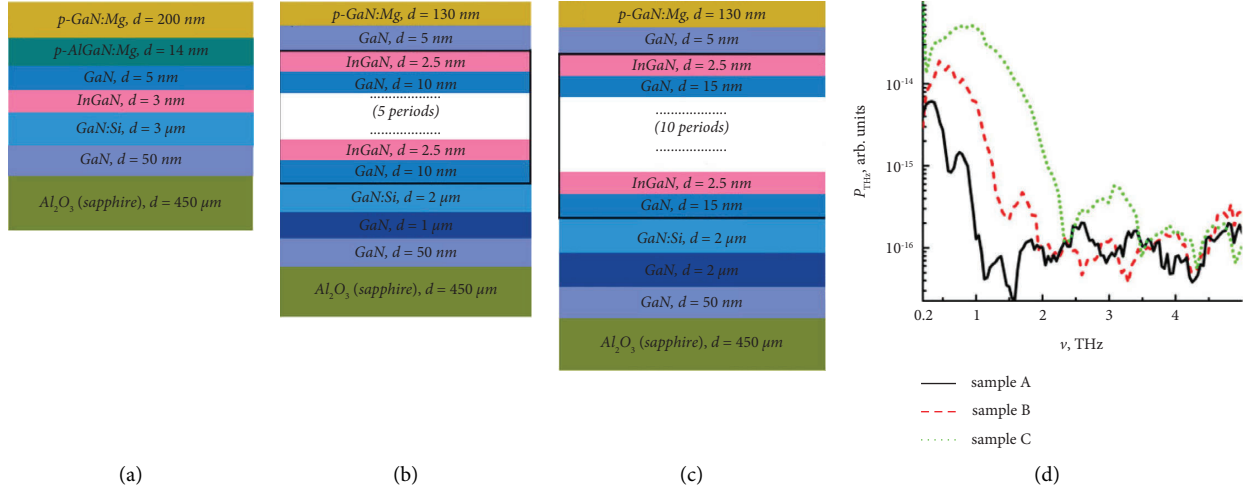 p-GaN:Mg, d = 200 nm
p-AlGaN:Mg, d = 14 nm
GaN, d = 5 nm
InGaN, d = 3 nm
GaN:Si, d = 3 μm
GaN, d = 50 nm
Al₂O₃ (sapphire), d = 450 μm
(a)
p-GaN:Mg, d = 130 nm
GaN, d = 5 nm
InGaN, d = 2.5 nm
GaN, d = 10 nm
...................
(5 periods)
...................
InGaN, d = 2.5 nm
GaN, d = 10 nm
GaN:Si, d = 2 μm
GaN, d = 1 μm
GaN, d = 50 nm
Al₂O₃ (sapphire), d = 450 μm
(b)
p-GaN:Mg, d = 130 nm
GaN, d = 5 nm
InGaN, d = 2.5 nm
GaN, d = 15 nm
...................
(10 periods)
...................
InGaN, d = 2.5 nm
GaN, d = 15 nm
GaN:Si, d = 2 μm
GaN, d = 2 μm
GaN, d = 50 nm
Al₂O₃ (sapphire), d = 450 μm
(c)
P_THz, arb. units
10⁻¹⁴
10⁻¹⁵
10⁻¹⁶
0.2 1 2 3 4
ν, THz
sample A
sample B
sample C
(d)